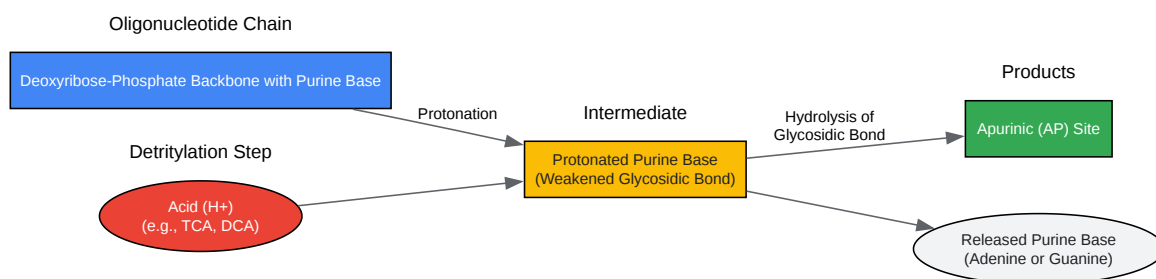 Oligonucleotide Chain
Deoxyribose-Phosphate Backbone with Purine Base
Protonation
Detritylation Step
Acid (H+)
(e.g., TCA, DCA)
Intermediate
Protonated Purine Base
(Weakened Glycosidic Bond)
Hydrolysis of
Glycosidic Bond
Products
Apurinic (AP) Site
Released Purine Base
(Adenine or Guanine)